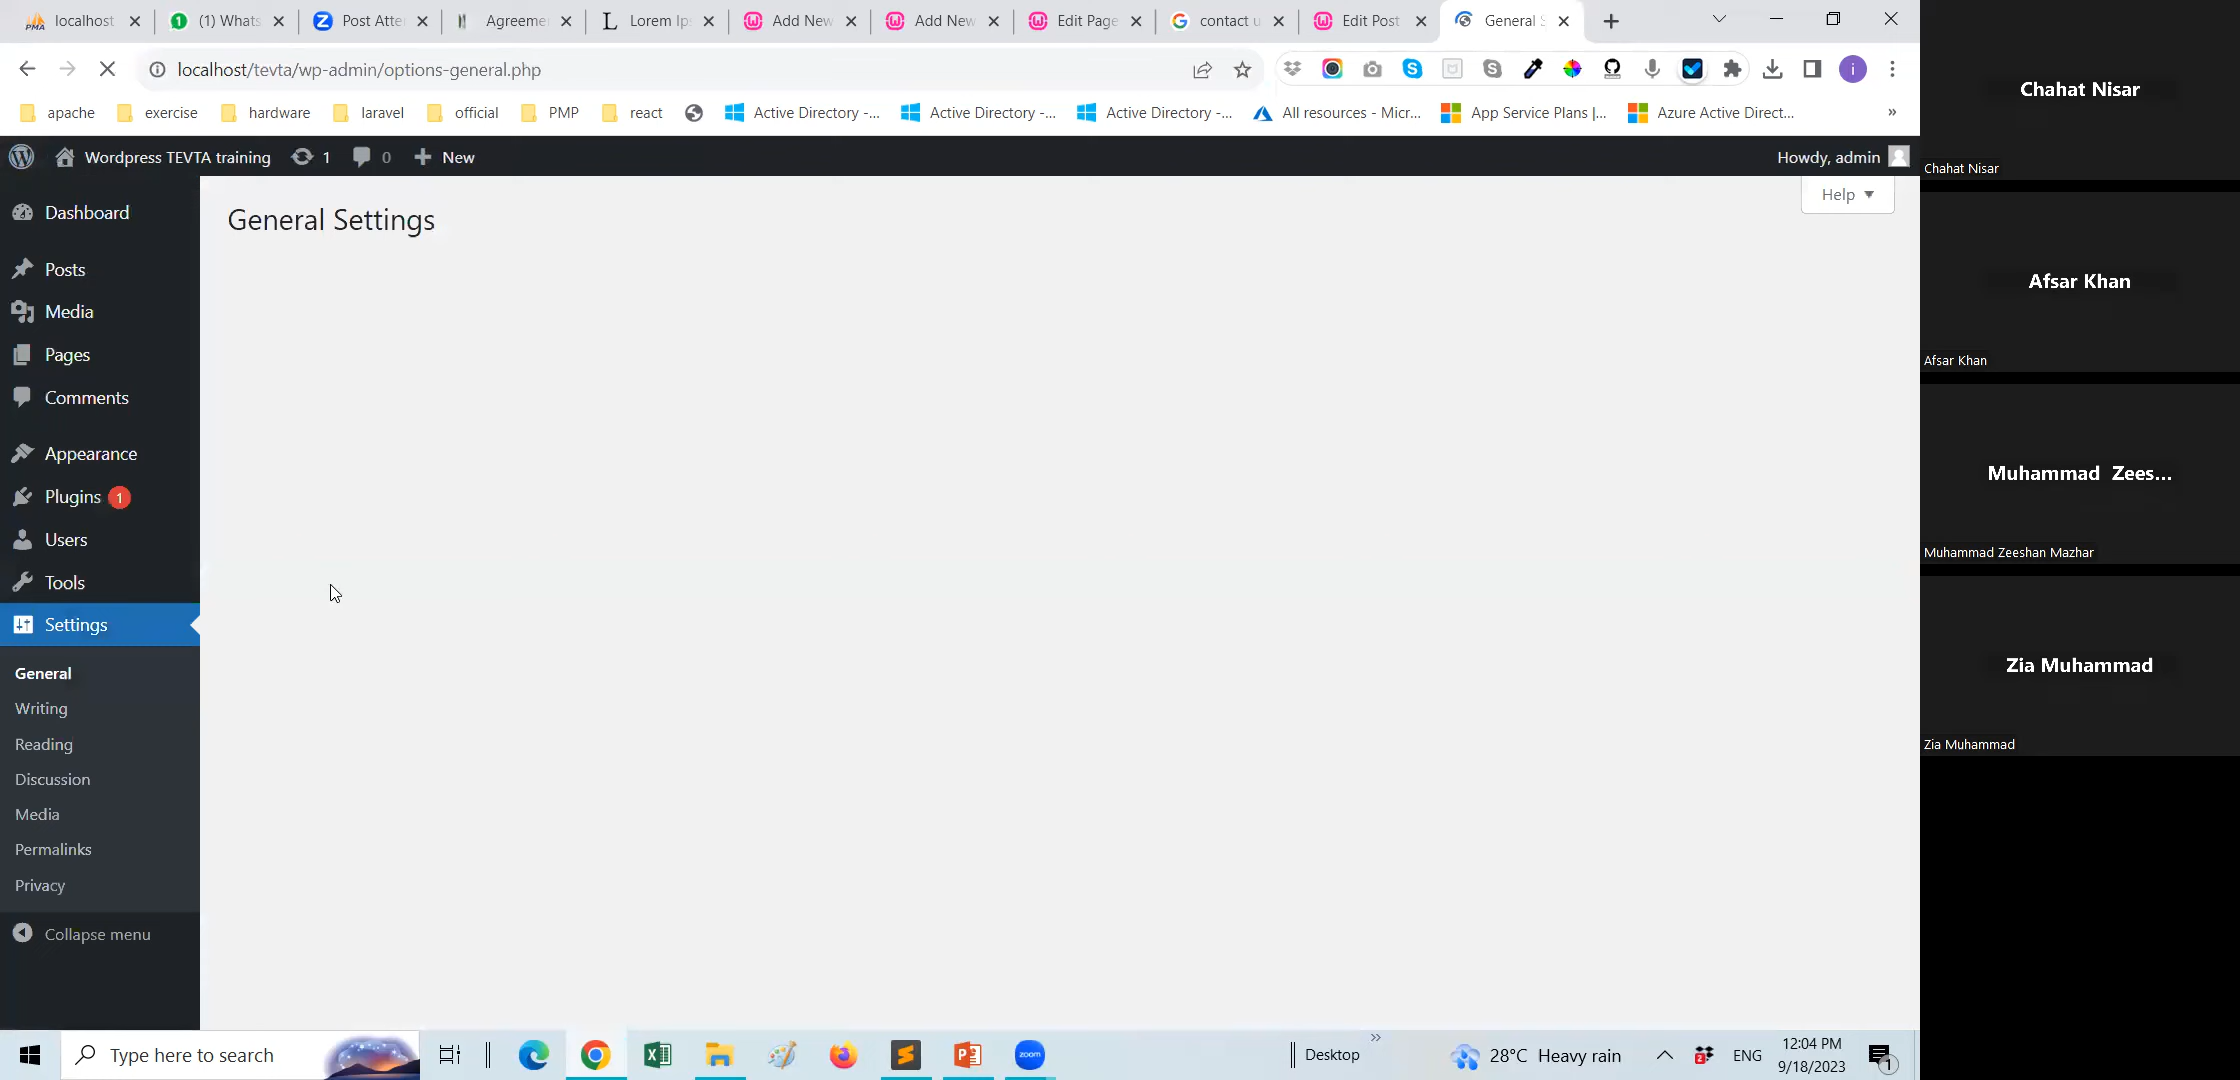 localhost
(1) Whats
Post Atte
Agreeme
Lorem Ip
Add New
Add New
Edit Page
contact u
Edit Post
General S
localhost/tevta/wp-admin/options-general.php
apache
exercise
hardware
laravel
official
PMP
react
Active Directory -...
Active Directory -...
Active Directory -...
All resources - Micr...
App Service Plans |...
Azure Active Direct...
»
Wordpress TEVTA training
1
0
New
Howdy, admin
Help
General Settings
Dashboard
Posts
Media
Pages
Comments
Appearance
Plugins 1
Users
Tools
Settings
General
Writing
Reading
Discussion
Media
Permalinks
Privacy
Collapse menu
Chahat Nisar
Chahat Nisar
Afsar Khan
Afsar Khan
Muhammad Zees...
Muhammad Zeeshan Mazhar
Zia Muhammad
Zia Muhammad
Type here to search
zoom
Desktop
28°C Heavy rain
ENG
12:04 PM
9/18/2023
1